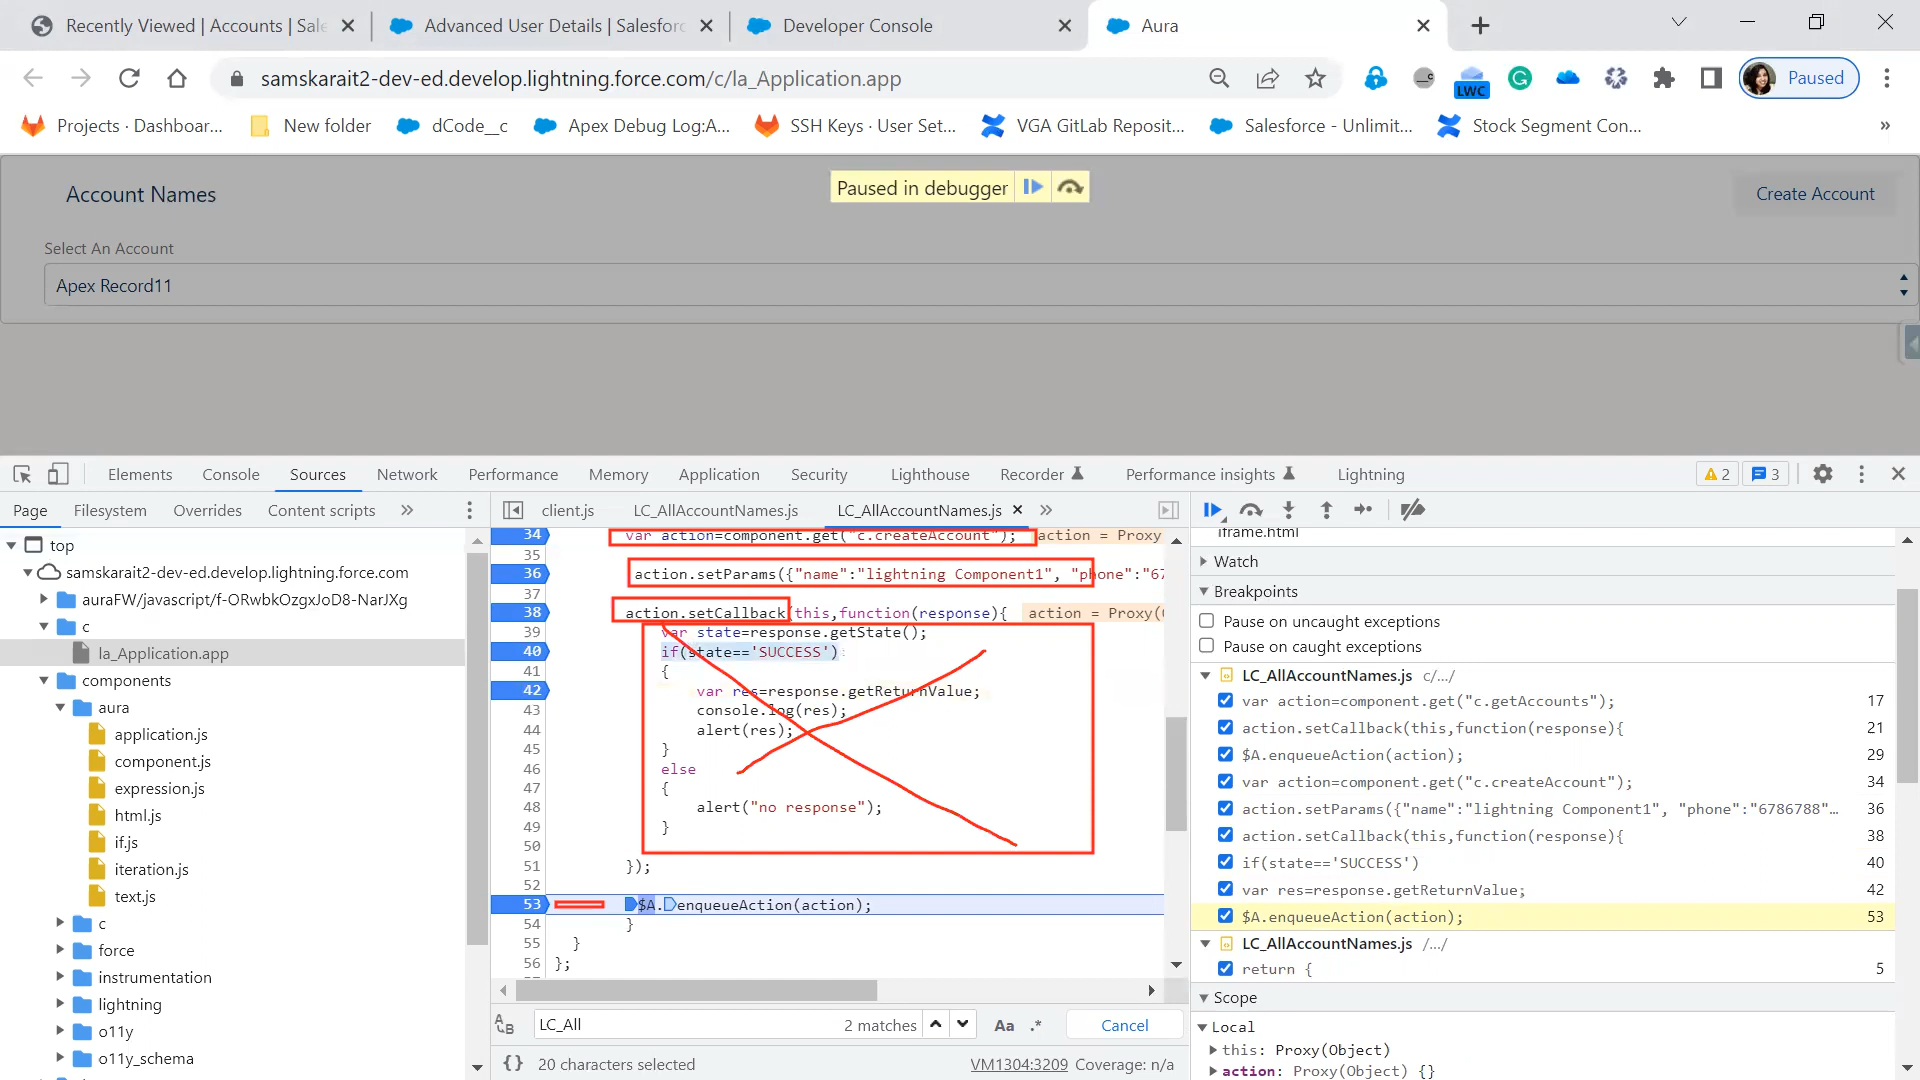 Recently Viewed | Accounts | Sale
Advanced User Details | Salesforc
Developer Console
Aura
samskarait2-dev-ed.develop.lightning.force.com/c/la_Application.app
LWC
Paused
Projects · Dashboar...
New folder
dCode__c
Apex Debug Log:A...
SSH Keys · User Set...
VGA GitLab Reposit...
Salesforce - Unlimit...
Stock Segment Con...
»
Account Names
Paused in debugger
Create Account
Select An Account
Apex Record11
Elements
Console
Sources
Network
Performance
Memory
Application
Security
Lighthouse
Recorder
Performance insights
Lightning
2
3
Page
Filesystem
Overrides
Content scripts
»
client.js
LC_AllAccountNames.js
LC_AllAccountNames.js
»
top
samskarait2-dev-ed.develop.lightning.force.com
auraFW/javascript/f-ORwbkOzgxJoD8-NarJXg
c
la_Application.app
components
aura
application.js
component.js
expression.js
html.js
if.js
iteration.js
text.js
c
force
instrumentation
lightning
o11y
o11y_schema
34 var action=component.get("c.createAccount"); action = Proxy
35
36 action.setParams({"name":"lightning Component1", "phone":"67
37
38 action.setCallback(this,function(response){ action = Proxy(
39 var state=response.getState();
40 if(state=='SUCCESS')
41 {
42 var res=response.getReturnValue;
43 console.log(res);
44 alert(res);
45 }
46 else
47 {
48 alert("no response");
49 }
50
51 });
52
53 $A.enqueueAction(action);
54 }
55 }
56 };
LC_All
2 matches
Aa
.*
Cancel
{} 20 characters selected
VM1304:3209 Coverage: n/a
iframe.html
Watch
Breakpoints
Pause on uncaught exceptions
Pause on caught exceptions
LC_AllAccountNames.js c/.../
var action=component.get("c.getAccounts"); 17
action.setCallback(this,function(response){ 21
$A.enqueueAction(action); 29
var action=component.get("c.createAccount"); 34
action.setParams({"name":"lightning Component1", "phone":"6786788"... 36
action.setCallback(this,function(response){ 38
if(state=='SUCCESS') 40
var res=response.getReturnValue; 42
$A.enqueueAction(action); 53
LC_AllAccountNames.js /.../
return { 5
Scope
Local
this: Proxy(Object)
action: Proxy(Object) {}